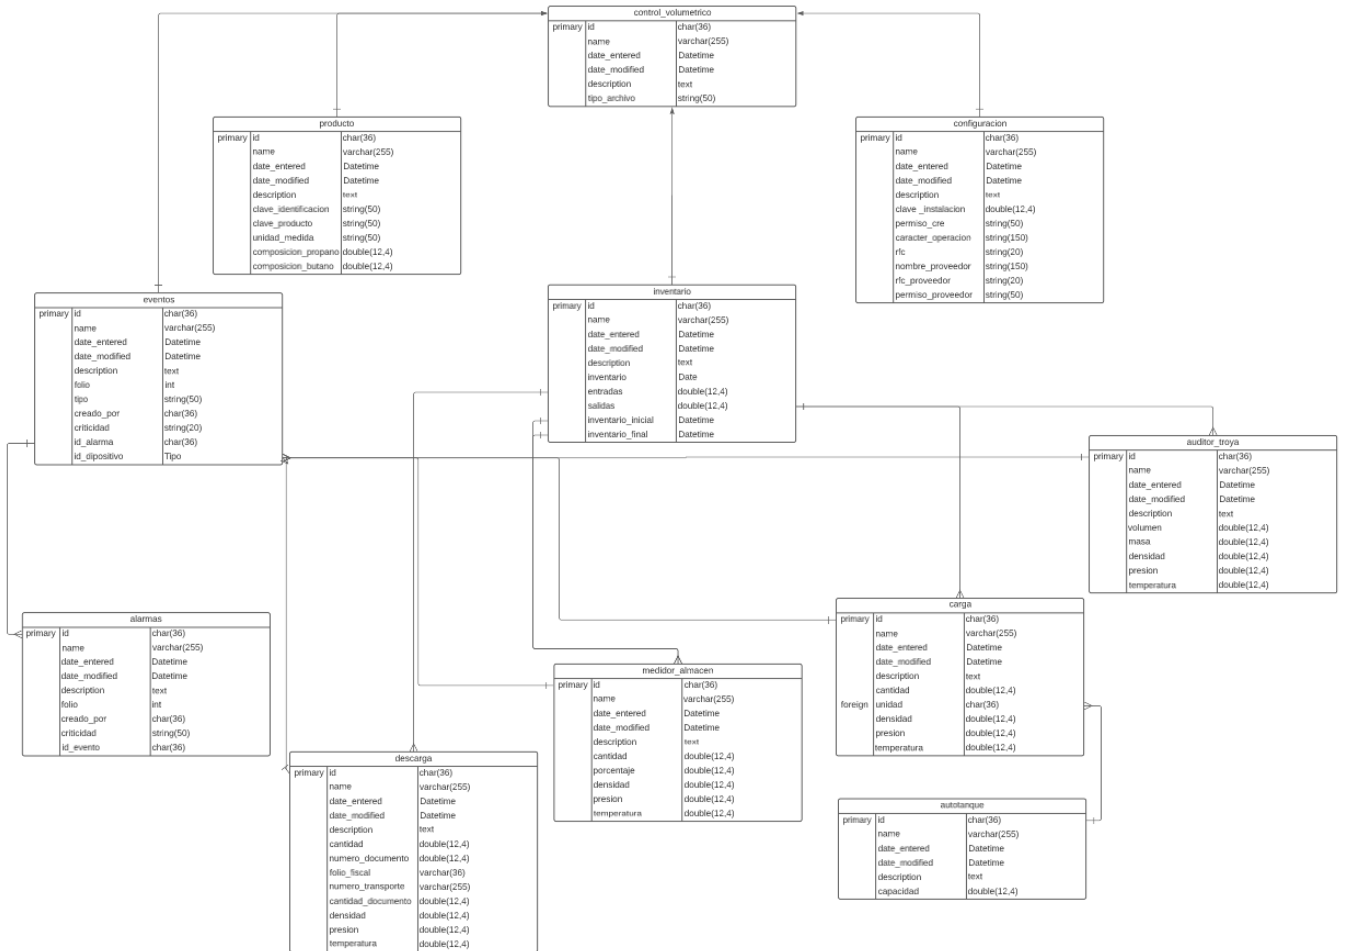 control_volumetrico
primary id char(36)
name varchar(255)
date_entered Datetime
date_modified Datetime
description text
tipo_archivo string(50)
producto
primary id char(36)
name varchar(255)
date_entered Datetime
date_modified Datetime
description text
clave_identificacion string(50)
clave_producto string(50)
unidad_medida string(50)
composicion_propano double(12,4)
composicion_butano double(12,4)
configuracion
primary id char(36)
name varchar(255)
date_entered Datetime
date_modified Datetime
description text
clave _instalacion double(12,4)
permiso_cre string(50)
caracter_operacion string(150)
rfc string(20)
nombre_proveedor string(150)
rfc_proveedor string(20)
permiso_proveedor string(50)
eventos
primary id char(36)
name varchar(255)
date_entered Datetime
date_modified Datetime
description text
folio int
tipo string(50)
creado_por char(36)
criticidad string(20)
id_alarma char(36)
id_dipositivo Tipo
inventario
primary id char(36)
name varchar(255)
date_entered Datetime
date_modified Datetime
description text
inventario Date
entradas double(12,4)
salidas double(12,4)
inventario_inicial Datetime
inventario_final Datetime
auditor_troya
primary id char(36)
name varchar(255)
date_entered Datetime
date_modified Datetime
description text
volumen double(12,4)
masa double(12,4)
densidad double(12,4)
presion double(12,4)
temperatura double(12,4)
alarmas
primary id char(36)
name varchar(255)
date_entered Datetime
date_modified Datetime
description text
folio int
creado_por char(36)
criticidad string(50)
id_evento char(36)
carga
primary id char(36)
name varchar(255)
date_entered Datetime
date_modified Datetime
description text
cantidad double(12,4)
foreign unidad char(36)
densidad double(12,4)
presion double(12,4)
temperatura double(12,4)
medidor_almacen
primary id char(36)
name varchar(255)
date_entered Datetime
date_modified Datetime
description text
cantidad double(12,4)
porcentaje double(12,4)
densidad double(12,4)
presion double(12,4)
temperatura double(12,4)
descarga
primary id char(36)
name varchar(255)
date_entered Datetime
date_modified Datetime
description text
cantidad double(12,4)
numero_documento double(12,4)
folio_fiscal varchar(36)
numero_transporte varchar(255)
cantidad_documento double(12,4)
densidad double(12,4)
presion double(12,4)
temperatura double(12,4)
autotanque
primary id char(36)
name varchar(255)
date_entered Datetime
date_modified Datetime
description text
capacidad double(12,4)